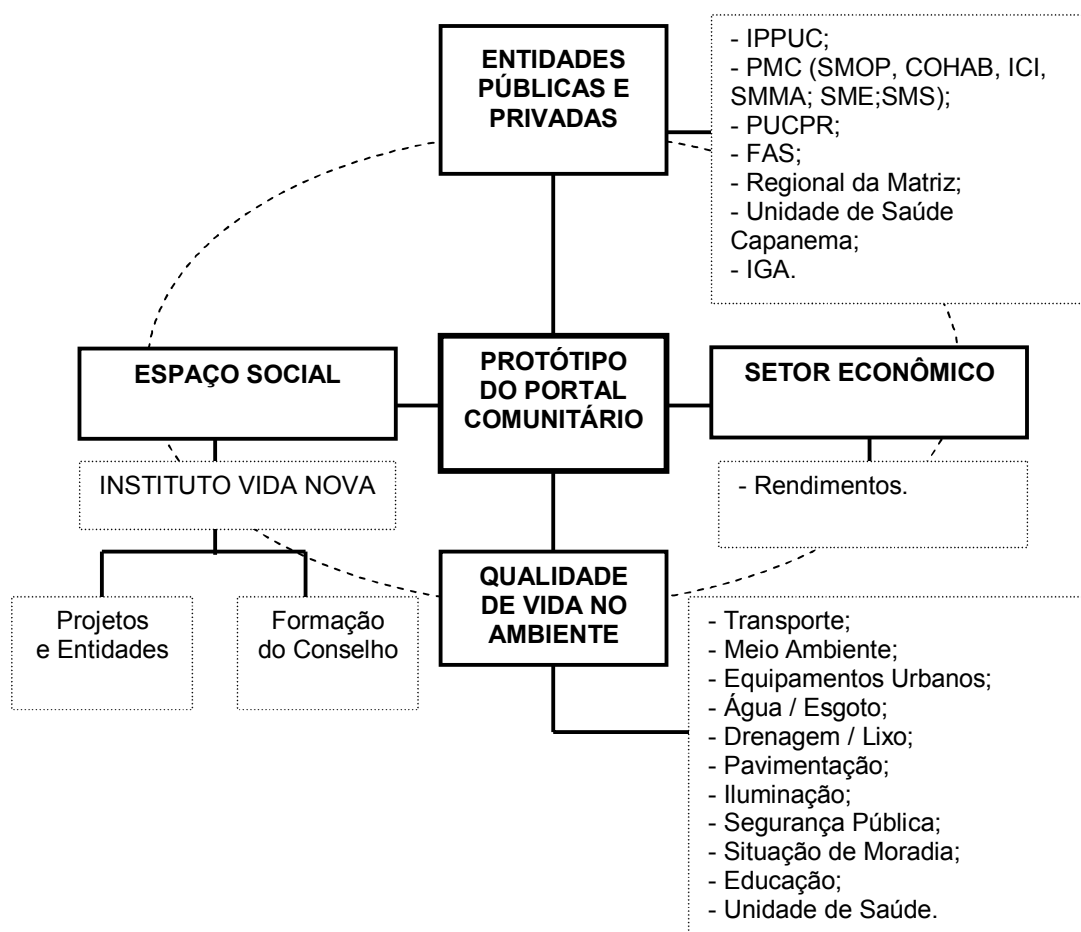 ENTIDADES
PÚBLICAS E
PRIVADAS
- IPPUC;
- PMC (SMOP, COHAB, ICI,
SMMA; SME;SMS);
- PUCPR;
- FAS;
- Regional da Matriz;
- Unidade de Saúde
Capanema;
- IGA.
ESPAÇO SOCIAL
PROTÓTIPO
DO PORTAL
COMUNITÁRIO
SETOR ECONÔMICO
INSTITUTO VIDA NOVA
- Rendimentos.
Projetos
e Entidades
Formação
do Conselho
QUALIDADE
DE VIDA NO
AMBIENTE
- Transporte;
- Meio Ambiente;
- Equipamentos Urbanos;
- Água / Esgoto;
- Drenagem / Lixo;
- Pavimentação;
- Iluminação;
- Segurança Pública;
- Situação de Moradia;
- Educação;
- Unidade de Saúde.